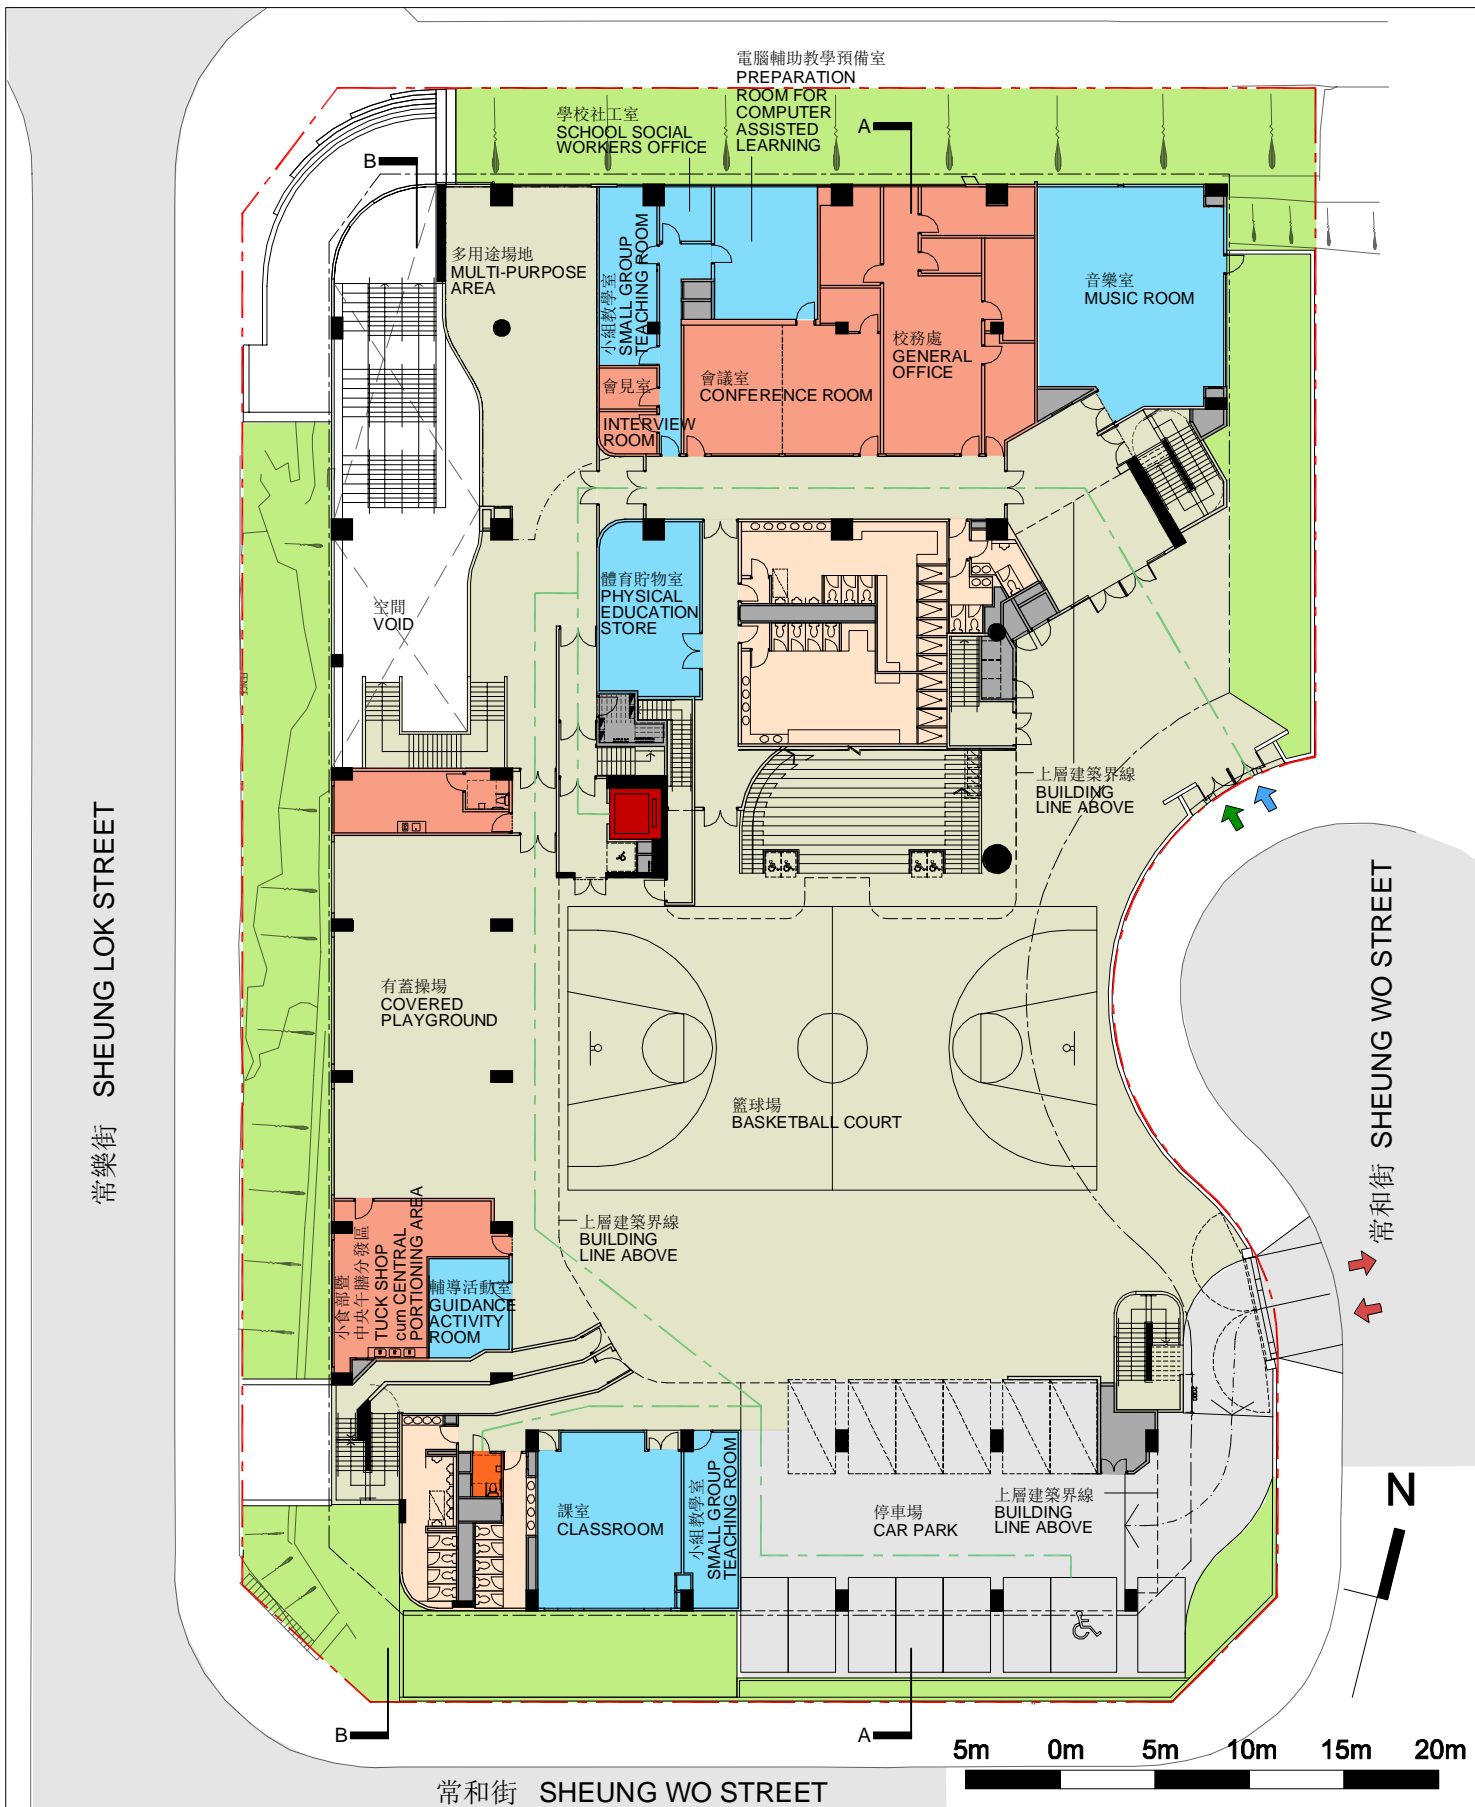 電腦輔助教學預備室
PREPARATION
ROOM FOR
COMPUTER
ASSISTED
LEARNING
學校社工室
SCHOOL SOCIAL
WORKERS OFFICE
A
B
多用途場地
MULTI-PURPOSE
AREA
小組教學室
SMALL GROUP
TEACHING ROOM
音樂室
MUSIC ROOM
校務處
GENERAL
OFFICE
會議室
CONFERENCE ROOM
會見室
INTERVIEW
ROOM
體育貯物室
PHYSICAL
EDUCATION
STORE
空間
VOID
上層建築界線
BUILDING
LINE ABOVE
常樂街 SHEUNG LOK STREET
常和街 SHEUNG WO STREET
有蓋操場
COVERED
PLAYGROUND
籃球場
BASKETBALL COURT
上層建築界線
BUILDING
LINE ABOVE
小食部暨
中央午膳分發區
TUCK SHOP
cum CENTRAL
PORTIONING AREA
輔導活動室
GUIDANCE
ACTIVITY
ROOM
課室
CLASSROOM
小組教學室
SMALL GROUP
TEACHING ROOM
停車場
CAR PARK
上層建築界線
BUILDING
LINE ABOVE
N
B
A
5m 0m 5m 10m 15m 20m
常和街 SHEUNG WO STREET